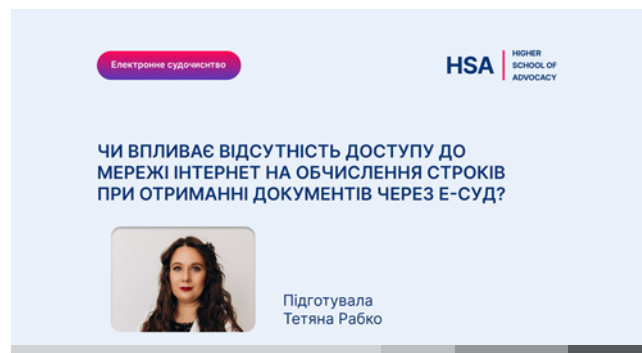 Електронне судочиснтво
HSA
HIGHER
SCHOOL OF
ADVOCACY
ЧИ ВПЛИВАЄ ВІДСУТНІСТЬ ДОСТУПУ ДО
МЕРЕЖІ ІНТЕРНЕТ НА ОБЧИСЛЕННЯ СТРОКІВ
ПРИ ОТРИМАННІ ДОКУМЕНТІВ ЧЕРЕЗ Е-СУД?
Підготувала
Тетяна Рабко